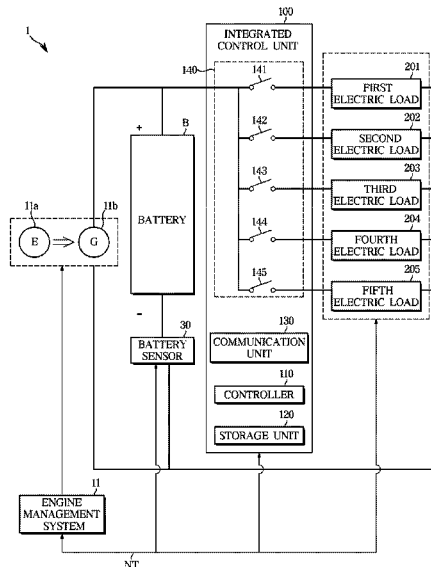 1
100
INTEGRATED
CONTROL UNIT
140
141
142
143
144
145
201
FIRST
ELECTRIC LOAD
202
SECOND
ELECTRIC LOAD
203
THIRD
ELECTRIC LOAD
204
FOURTH
ELECTRIC LOAD
205
FIFTH
ELECTRIC LOAD
+
B
BATTERY
-
11a
11b
E
G
30
BATTERY
SENSOR
130
COMMUNICATION
UNIT
110
CONTROLLER
120
STORAGE UNIT
11
ENGINE
MANAGEMENT
SYSTEM
NT